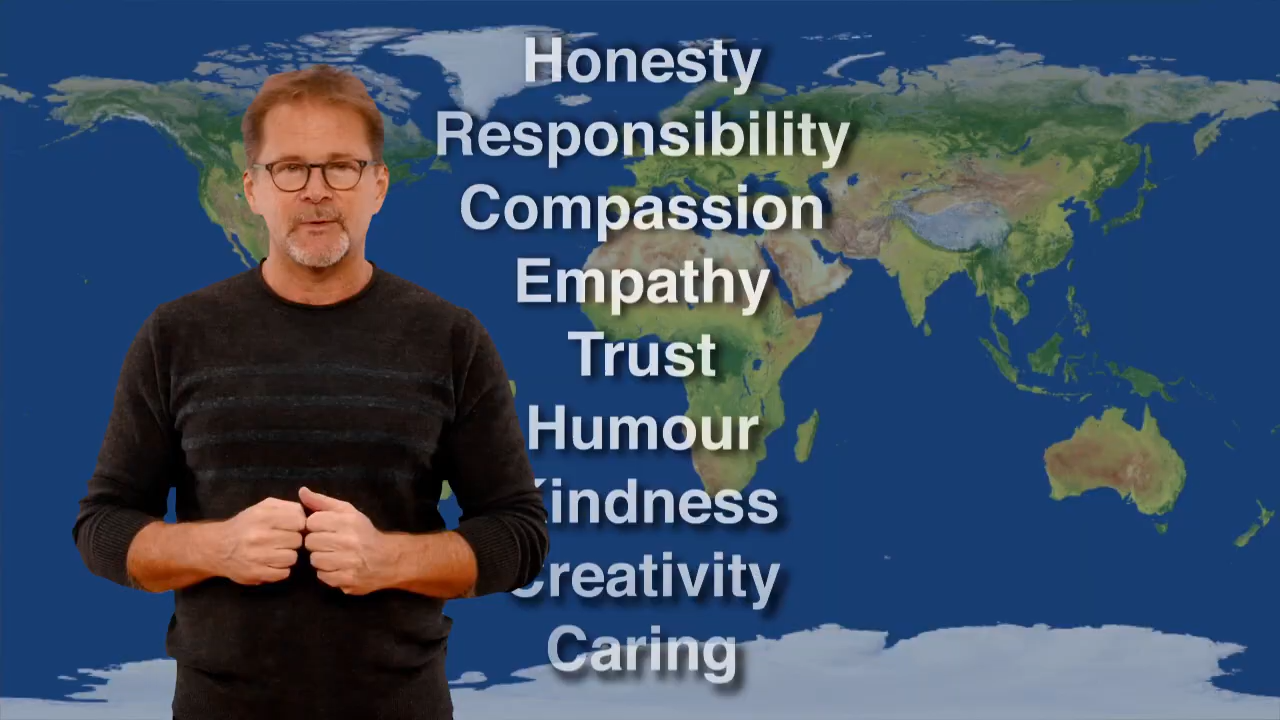 Honesty
Responsibility
Compassion
Empathy
Trust
Humour
Kindness
Creativity
Caring